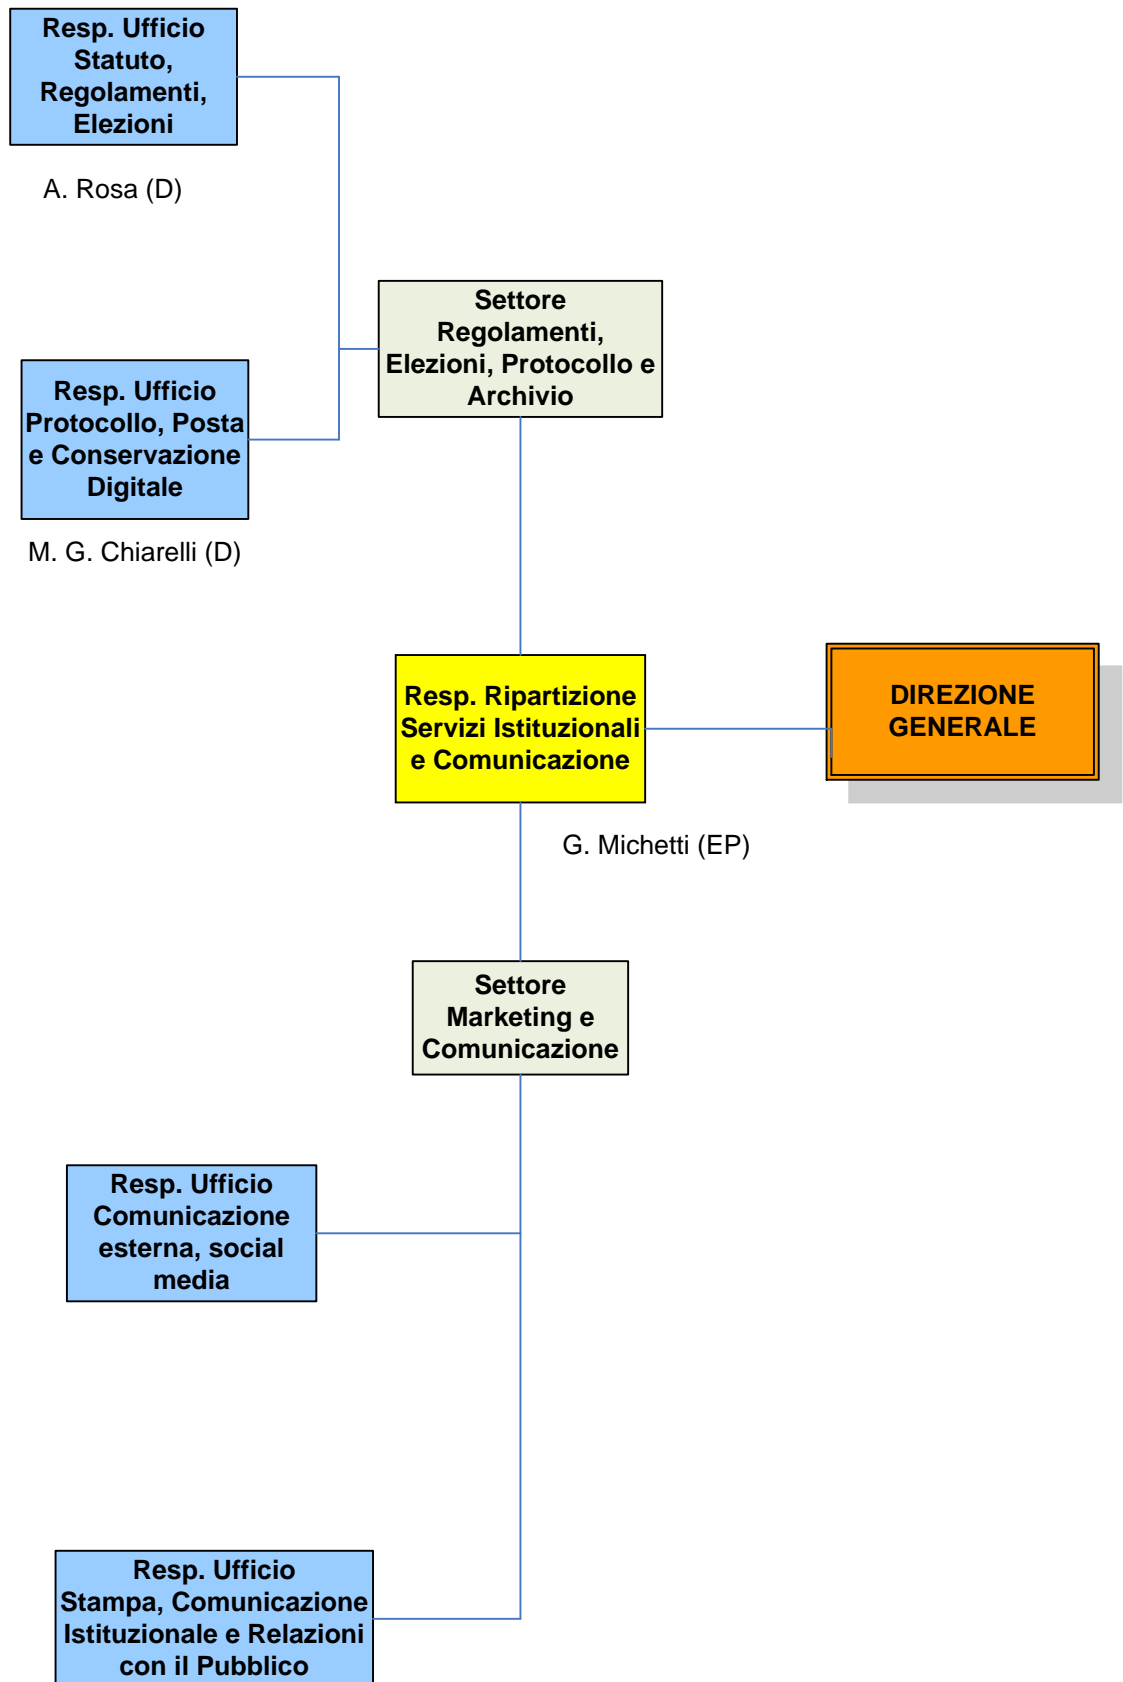 Resp. Ufficio
Statuto,
Regolamenti,
Elezioni
A. Rosa (D)
Settore
Regolamenti,
Elezioni, Protocollo e
Archivio
Resp. Ufficio
Protocollo, Posta
e Conservazione
Digitale
M. G. Chiarelli (D)
Resp. Ripartizione
Servizi Istituzionali
e Comunicazione
DIREZIONE
GENERALE
G. Michetti (EP)
Settore
Marketing e
Comunicazione
Resp. Ufficio
Comunicazione
esterna, social
media
Resp. Ufficio
Stampa, Comunicazione
Istituzionale e Relazioni
con il Pubblico